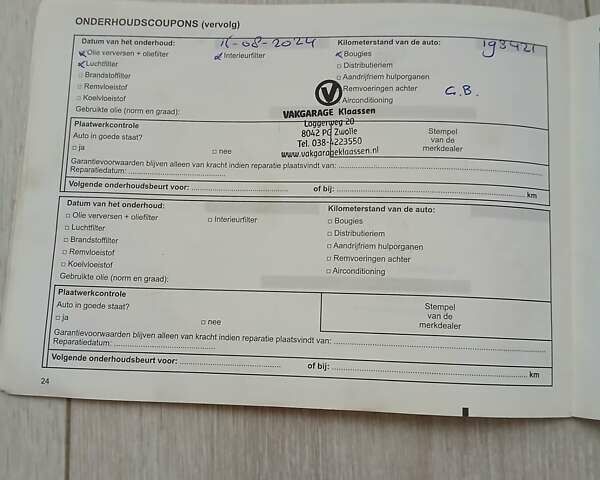 ONDERHOUDSCOUPONS (vervolg)
Datum van het onderhoud: 15-08-2024 Kilometerstand van de auto: 193421
Olie verversen + oliefilter Interieurfilter Bougies
Luchtfilter Distributieriem
Brandstoffilter Aandrijfriem hulporganen
Remvloeistof Remvoeringen achter G.B.
Koelvloeistof Airconditioning
Gebruikte olie (norm en graad):
VAKGARAGE Klaassen
Loggerweg 20
8042 PG Zwolle
Tel. 038-4223550
www.vakgarageklaassen.nl
Plaatwerkcontrole
Auto in goede staat?
ja nee
Stempel
van de
merkdealer
Garantievoorwaarden blijven alleen van kracht indien reparatie plaatsvindt van:
Reparatiedatum:
Volgende onderhoudsbeurt voor: of bij: km
Datum van het onderhoud: Kilometerstand van de auto:
Olie verversen + oliefilter Interieurfilter Bougies
Luchtfilter Distributieriem
Brandstoffilter Aandrijfriem hulporganen
Remvloeistof Remvoeringen achter
Koelvloeistof Airconditioning
Gebruikte olie (norm en graad):
Plaatwerkcontrole
Auto in goede staat?
ja nee
Stempel
van de
merkdealer
Garantievoorwaarden blijven alleen van kracht indien reparatie plaatsvindt van:
Reparatiedatum:
Volgende onderhoudsbeurt voor: of bij: km
24